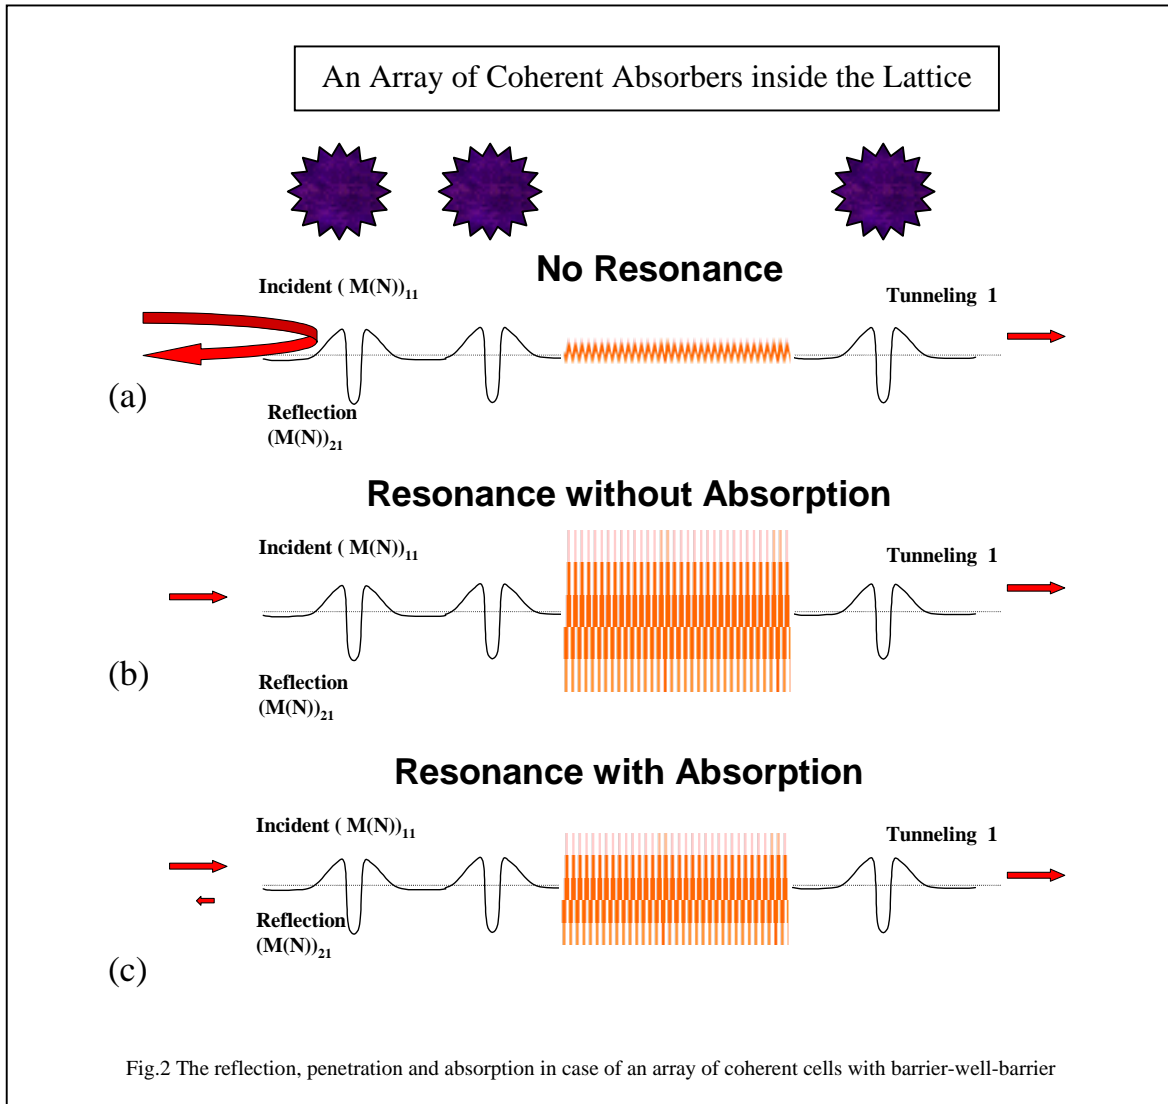 An Array of Coherent Absorbers inside the Lattice
No Resonance
Incident ( M(N))11
Tunneling 1
(a)
Reflection
(M(N))21
Resonance without Absorption
Incident ( M(N))11
Tunneling 1
(b)
Reflection
(M(N))21
Resonance with Absorption
Incident ( M(N))11
Tunneling 1
Reflection
(M(N))21
(c)
Fig.2 The reflection, penetration and absorption in case of an array of coherent cells with barrier-well-barrier